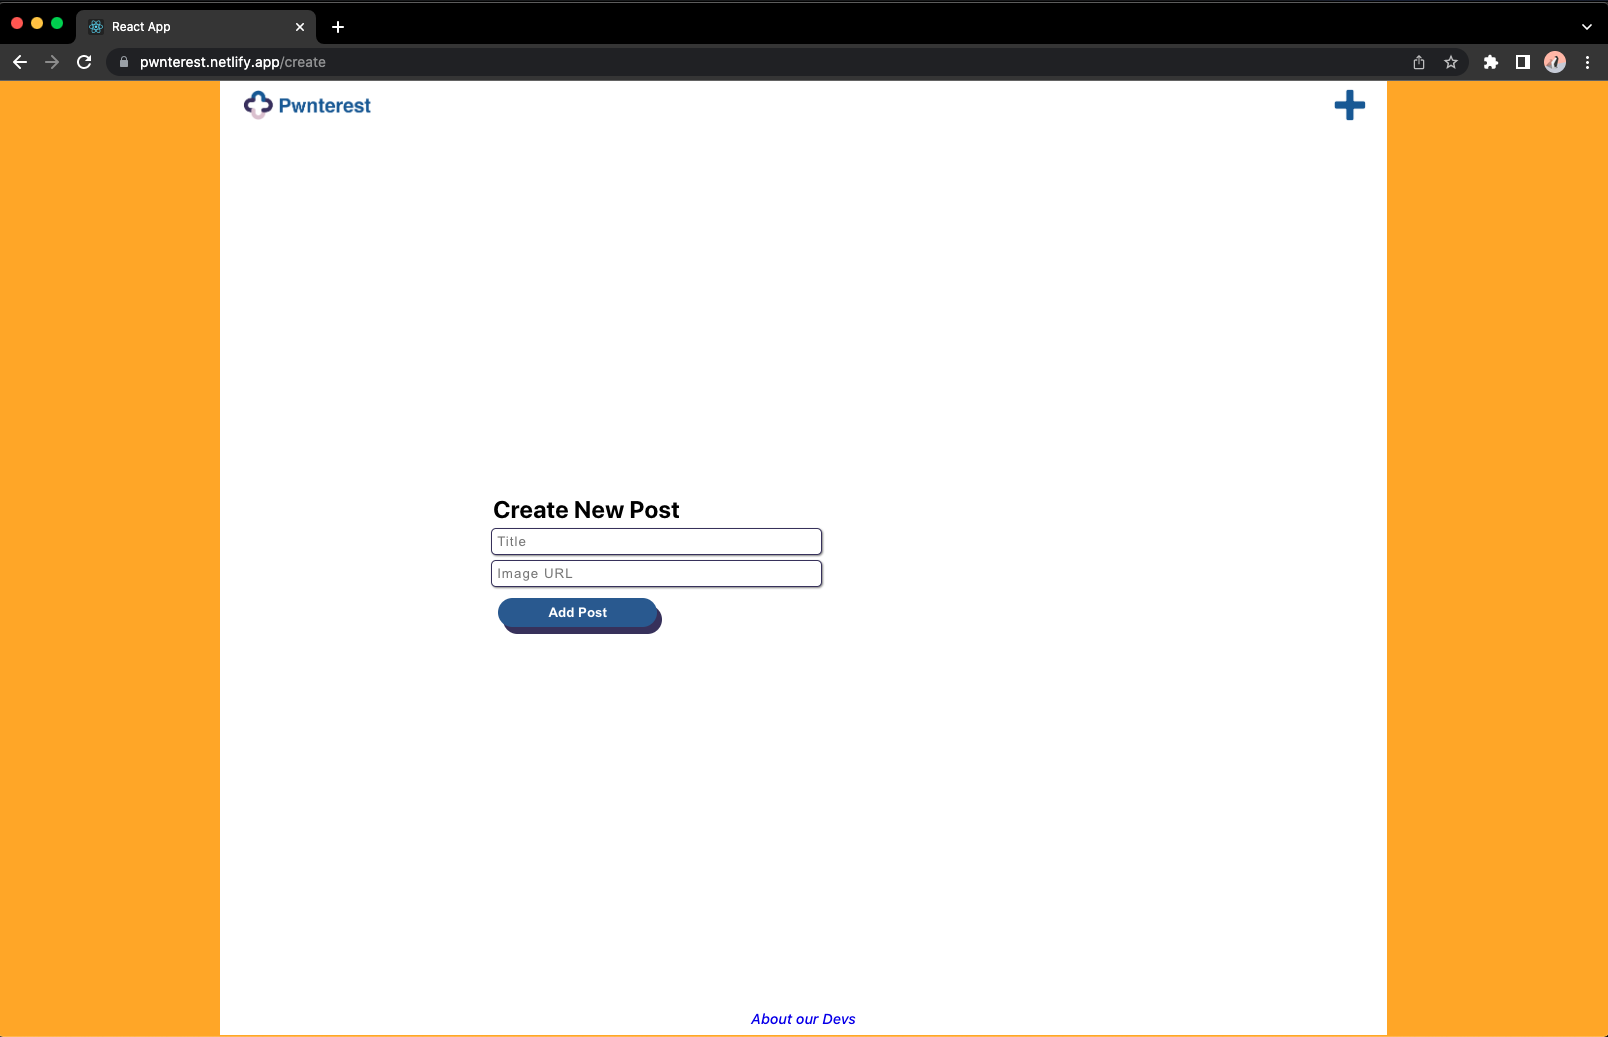 React App
pwnterest.netlify.app/create
Pwnterest
Create New Post
Title
Image URL
Add Post
About our Devs